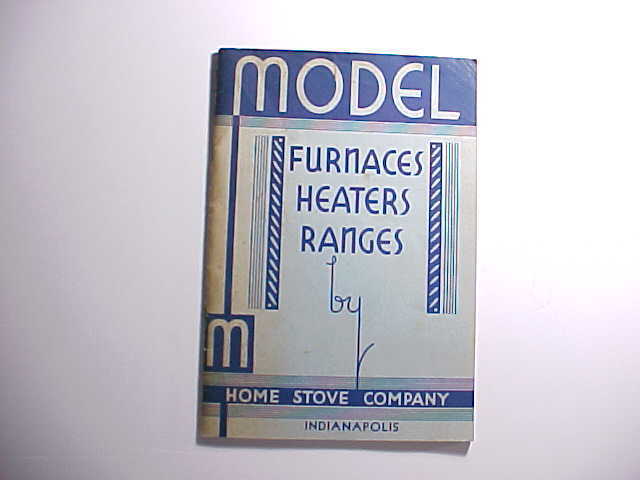 MODEL
FURNACES
HEATERS
RANGES
by
M
HOME STOVE COMPANY
INDIANAPOLIS